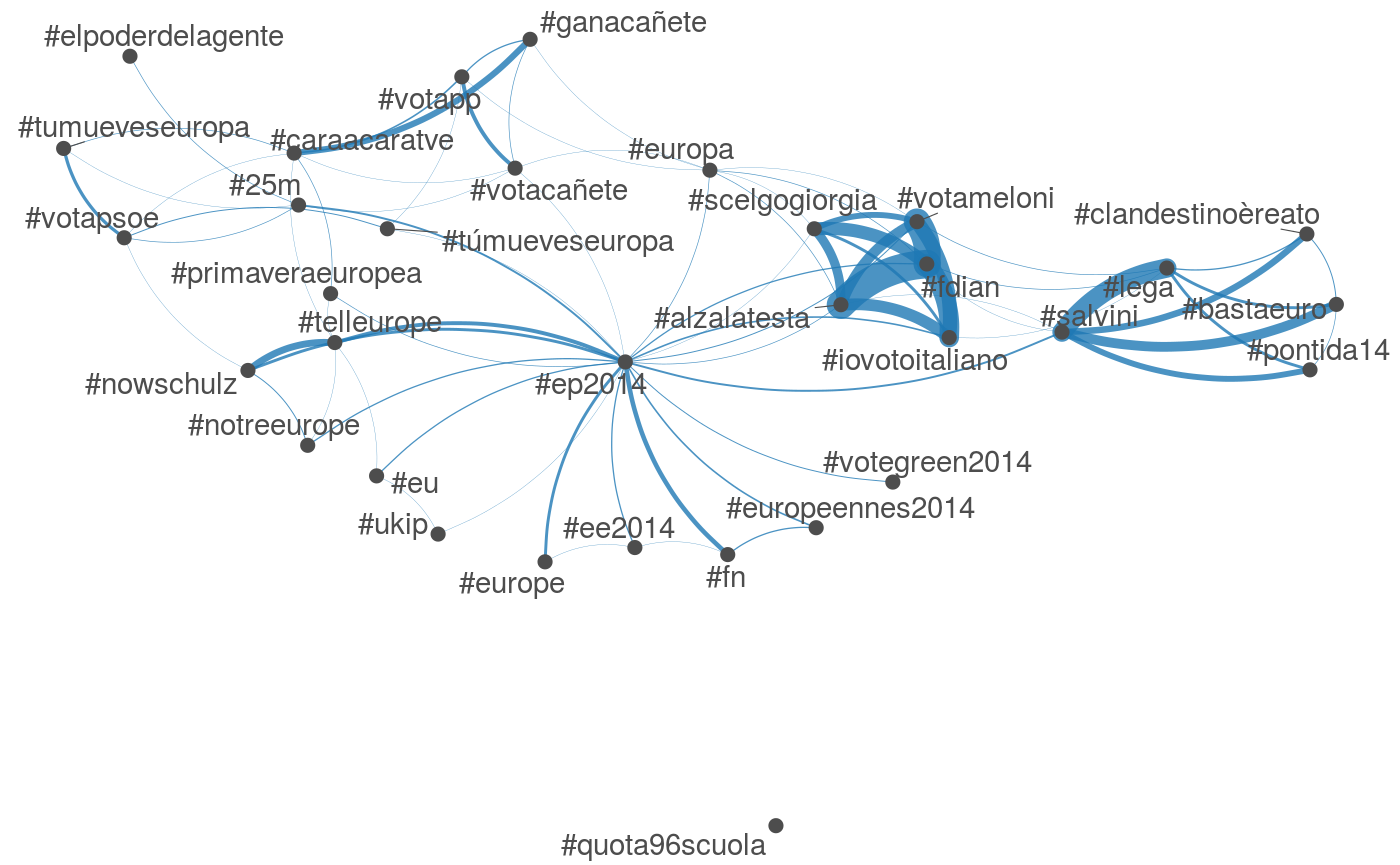 #ganacañete
#elpoderdelagente
#votapp
#tumueveseuropa
#caraacaratve
#europa
#25m
#votacañete
#scelgogiorgia
#votameloni
#clandestinoèreato
#votapsoe
#túmueveseuropa
#primaveraeuropea
#fdian
#lega
#telleurope
#alzalatesta
#salvini
#bastaeuro
#iovotoitaliano
#pontida14
#nowschulz
#ep2014
#notreeurope
#votegreen2014
#eu
#europeennes2014
#ukip
#ee2014
#europe
#fn
#quota96scuola